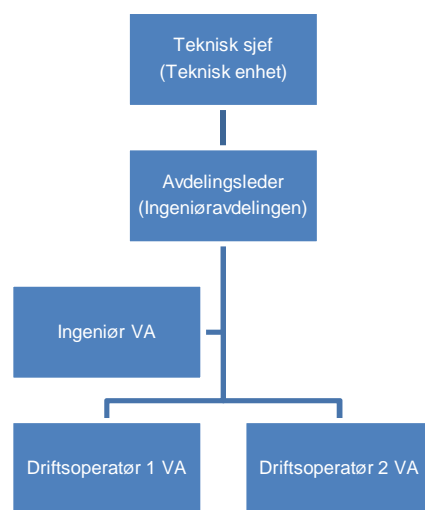 Teknisk sjef
(Teknisk enhet)
Avdelingsleder
(Ingeniøravdelingen)
Ingeniør VA
Driftsoperatør 1 VA
Driftsoperatør 2 VA